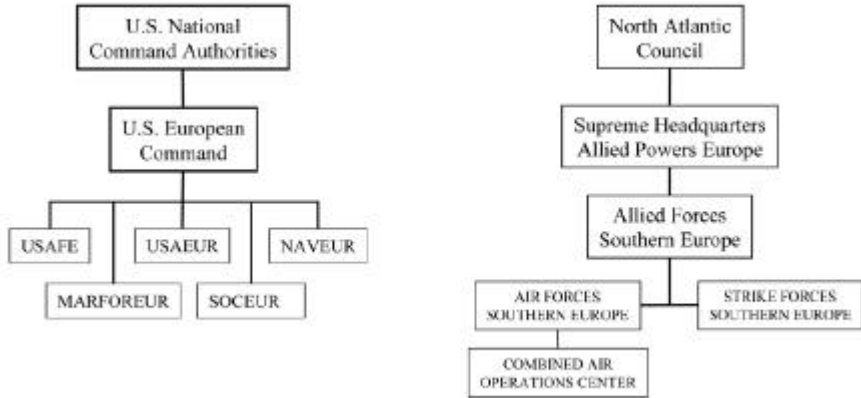 U.S. National
Command Authorities
U.S. European
Command
USAFE
USAEUR
NAVEUR
MARFOREUR
SOCEUR
North Atlantic
Council
Supreme Headquarters
Allied Powers Europe
Allied Forces
Southern Europe
AIR FORCES
SOUTHERN EUROPE
STRIKE FORCES
SOUTHERN EUROPE
COMBINED AIR
OPERATIONS CENTER